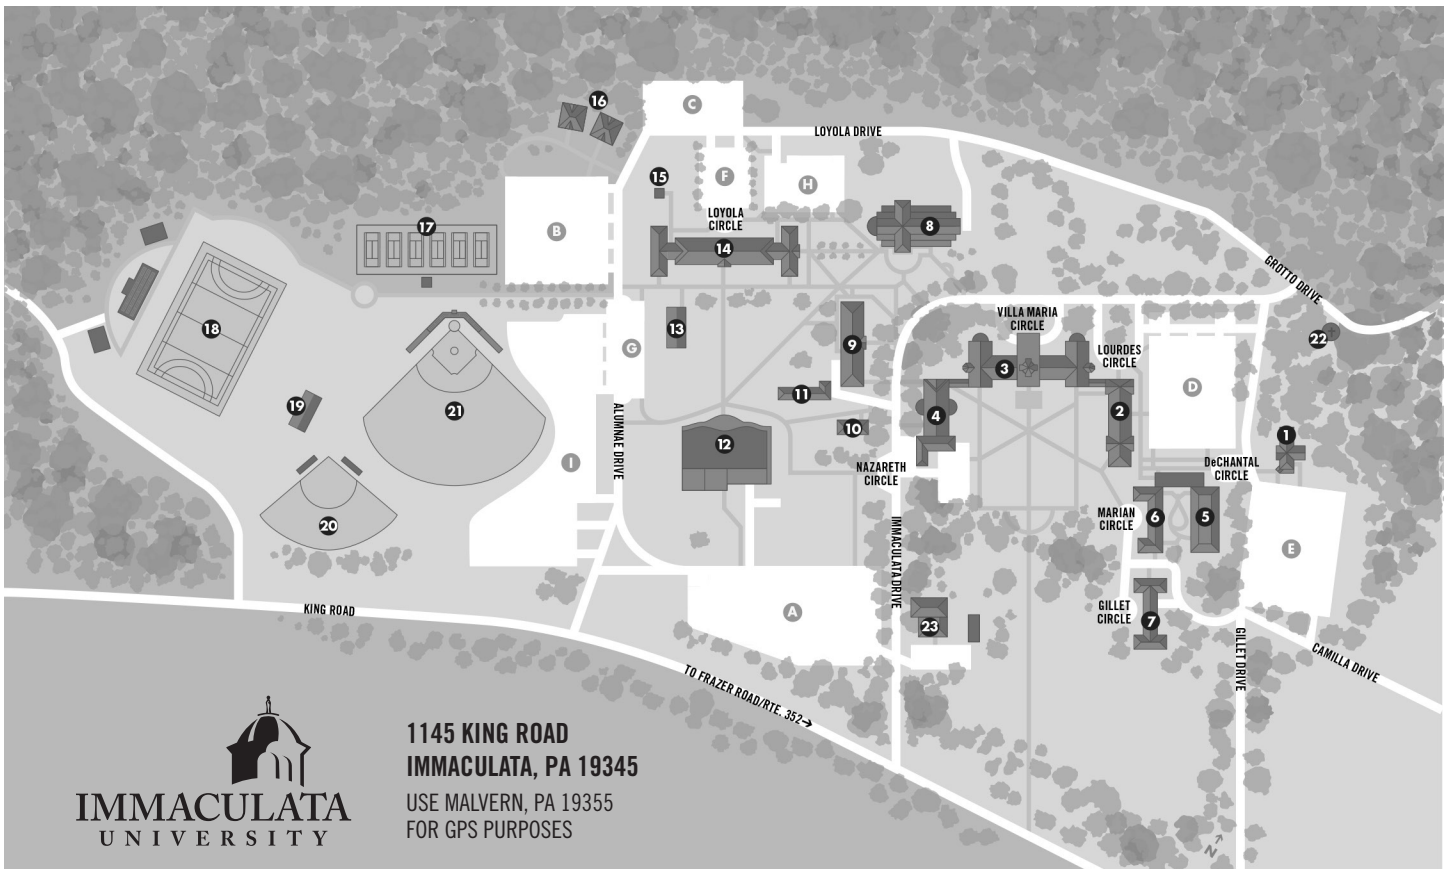 16
C
LOYOLA DRIVE
15
F
H
17
B
LOYOLA
CIRCLE
8
14
GROTTO DRIVE
18
13
G
9
VILLA MARIA
CIRCLE
22
3
LOURDES
CIRCLE
D
19
21
11
4
2
ALUMNAE DRIVE
10
12
1
I
NAZARETH
CIRCLE
DeCHANTAL
CIRCLE
20
MARIAN
CIRCLE
6
5
E
IMMACULATA DRIVE
KING ROAD
A
23
GILLET
CIRCLE
7
GILLET DRIVE
CAMILLA DRIVE
TO FRAZER ROAD/RTE. 352→
1145 KING ROAD
IMMACULATA, PA 19345
USE MALVERN, PA 19355
FOR GPS PURPOSES
IMMACULATA
UNIVERSITY
N